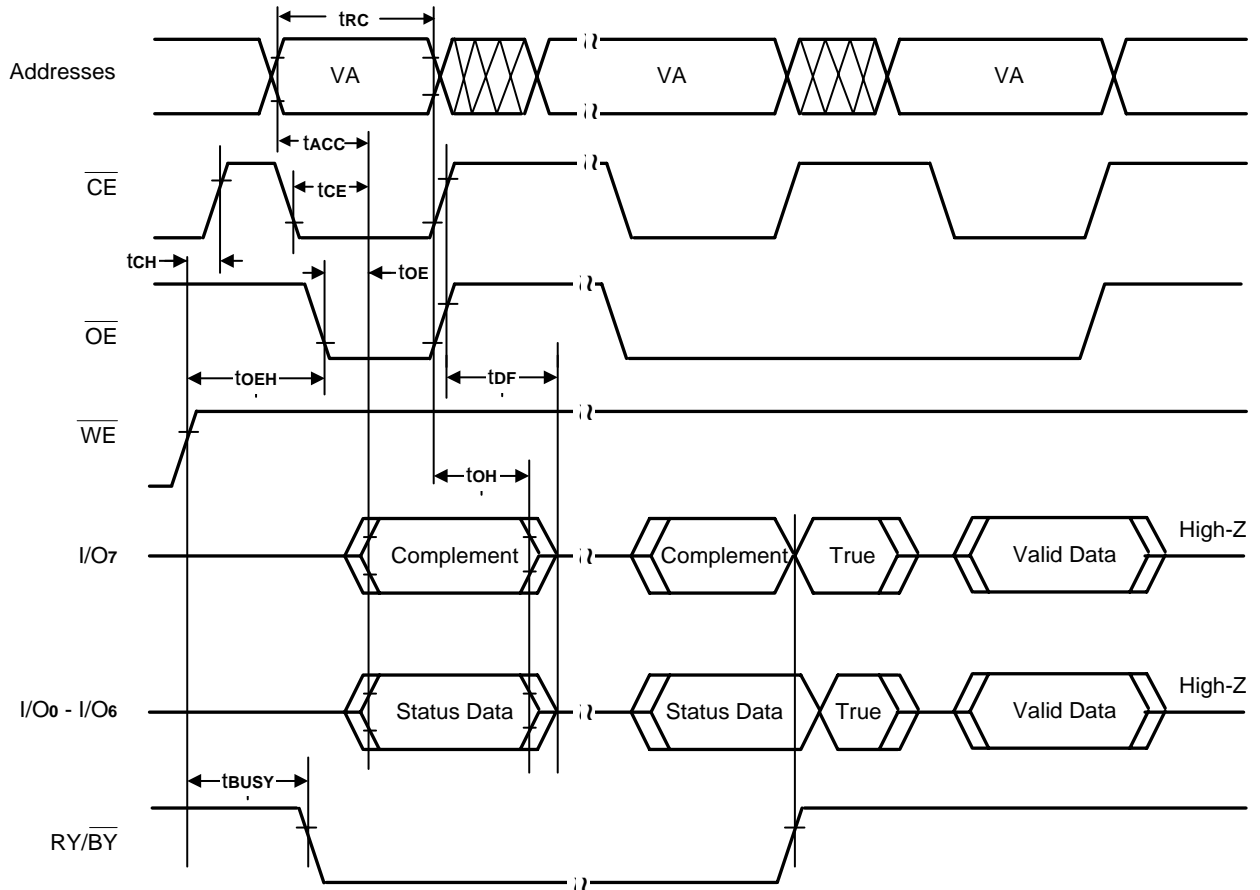 tRC
Addresses VA VA VA
tACC
CE
tCE
tCH
tOE
OE
tOEH tDF
WE
tOH
I/O7 Complement Complement True Valid Data High-Z
I/O0 - I/O6 Status Data Status Data True Valid Data High-Z
tBUSY
RY/BY